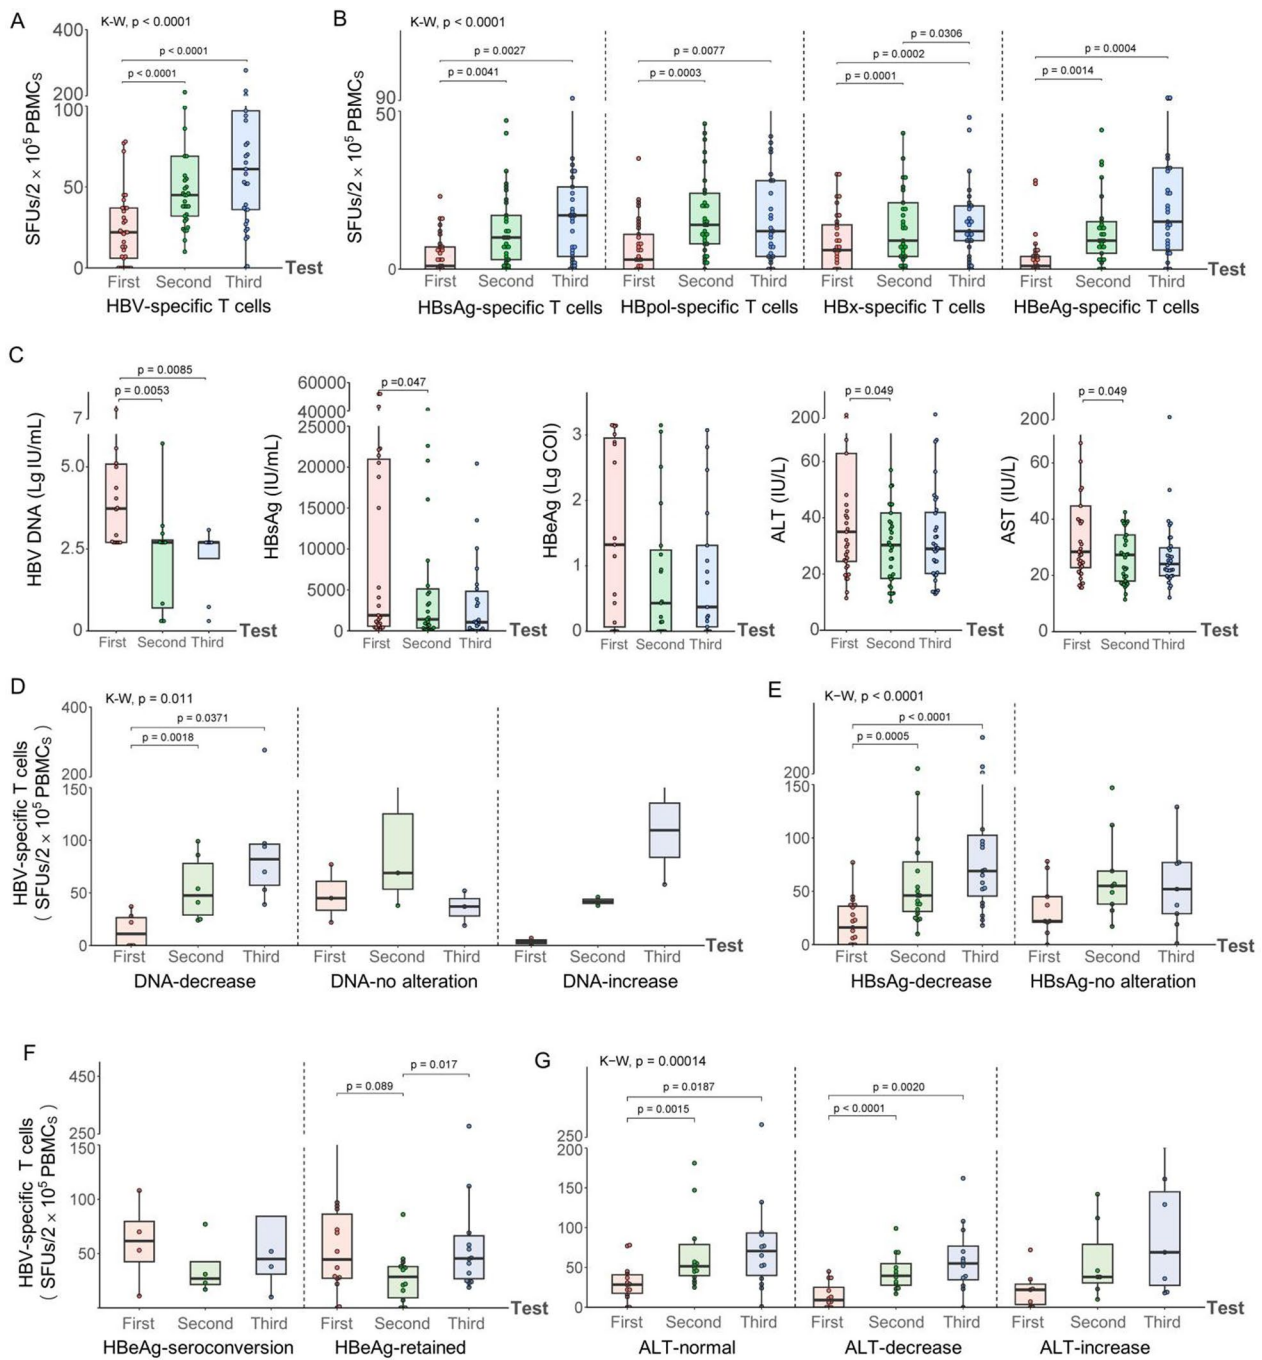 A
K-W, p < 0.0001
400
p < 0.0001
p < 0.0001
200
100
50
0
SFUs/2 × 10⁵ PBMCs
First Second Third
Test
HBV-specific T cells
B
K-W, p < 0.0001
p = 0.0306
p = 0.0027
p = 0.0077
p = 0.0002
p = 0.0004
p = 0.0041
p = 0.0003
p = 0.0001
p = 0.0014
90
50
0
SFUs/2 × 10⁵ PBMCs
First Second Third
First Second Third
First Second Third
First Second Third
Test
HBsAg-specific T cells
HBpol-specific T cells
HBx-specific T cells
HBeAg-specific T cells
C
p = 0.0085
p = 0.0053
7
5.0
2.5
0
HBV DNA (Lg IU/mL)
First Second Third
Test
p =0.047
60000
40000
25000
20000
15000
10000
5000
0
HBsAg (IU/mL)
First Second Third
Test
3
2
1
0
HBeAg (Lg COI)
First Second Third
Test
p = 0.049
200
60
40
20
0
ALT (IU/L)
First Second Third
Test
p = 0.049
200
60
40
20
0
AST (IU/L)
First Second Third
Test
D
K-W, p = 0.011
400
p = 0.0371
p = 0.0018
200
150
100
50
0
HBV-specific T cells
( SFUs/2 × 10⁵ PBMCs )
First Second Third
First Second Third
First Second Third
Test
DNA-decrease
DNA-no alteration
DNA-increase
E
K−W, p < 0.0001
p < 0.0001
p = 0.0005
200
150
100
50
0
First Second Third
First Second Third
Test
HBsAg-decrease
HBsAg-no alteration
F
450
p = 0.017
p = 0.089
250
150
100
50
HBV-specific T cells
( SFUs/2 × 10⁵ PBMCs )
First Second Third
First Second Third
Test
HBeAg-seroconversion
HBeAg-retained
G
K−W, p = 0.00014
p = 0.0187
p = 0.0020
p = 0.0015
p < 0.0001
250
200
150
100
50
0
First Second Third
First Second Third
First Second Third
Test
ALT-normal
ALT-decrease
ALT-increase